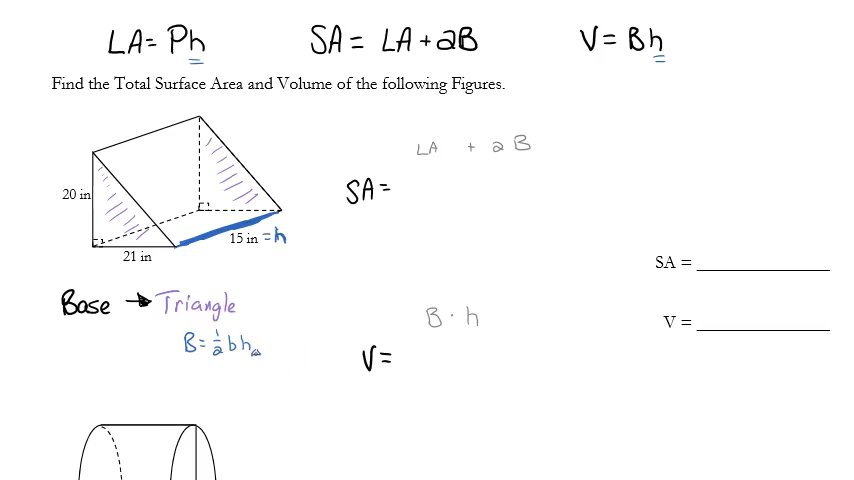 LA = Ph SA = LA + 2B V = Bh
Find the Total Surface Area and Volume of the following Figures.
LA + 2B
20 in
SA =
15 in = h
21 in
SA = ______________
Base → Triangle
B · h
V = ______________
B = 1/2 b h△
V =